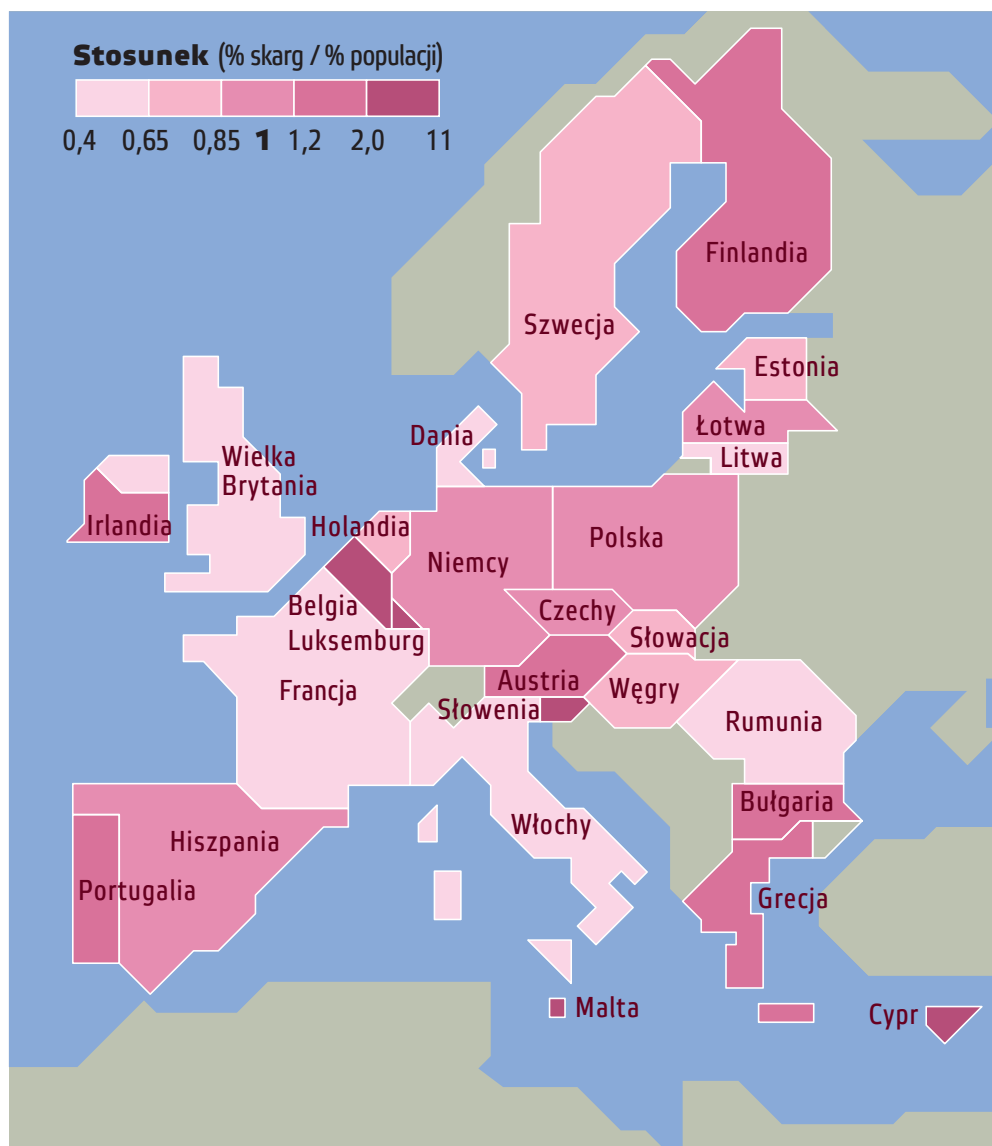 Stosunek (% skarg / % populacji)
0,4 0,65 0,85 1 1,2 2,0 11
Finlandia
Szwecja
Estonia
Łotwa
Litwa
Dania
Wielka
Brytania
Irlandia
Holandia
Niemcy
Polska
Belgia
Luksemburg
Czechy
Słowacja
Francja
Austria
Węgry
Słowenia
Rumunia
Bułgaria
Włochy
Hiszpania
Portugalia
Grecja
Malta
Cypr